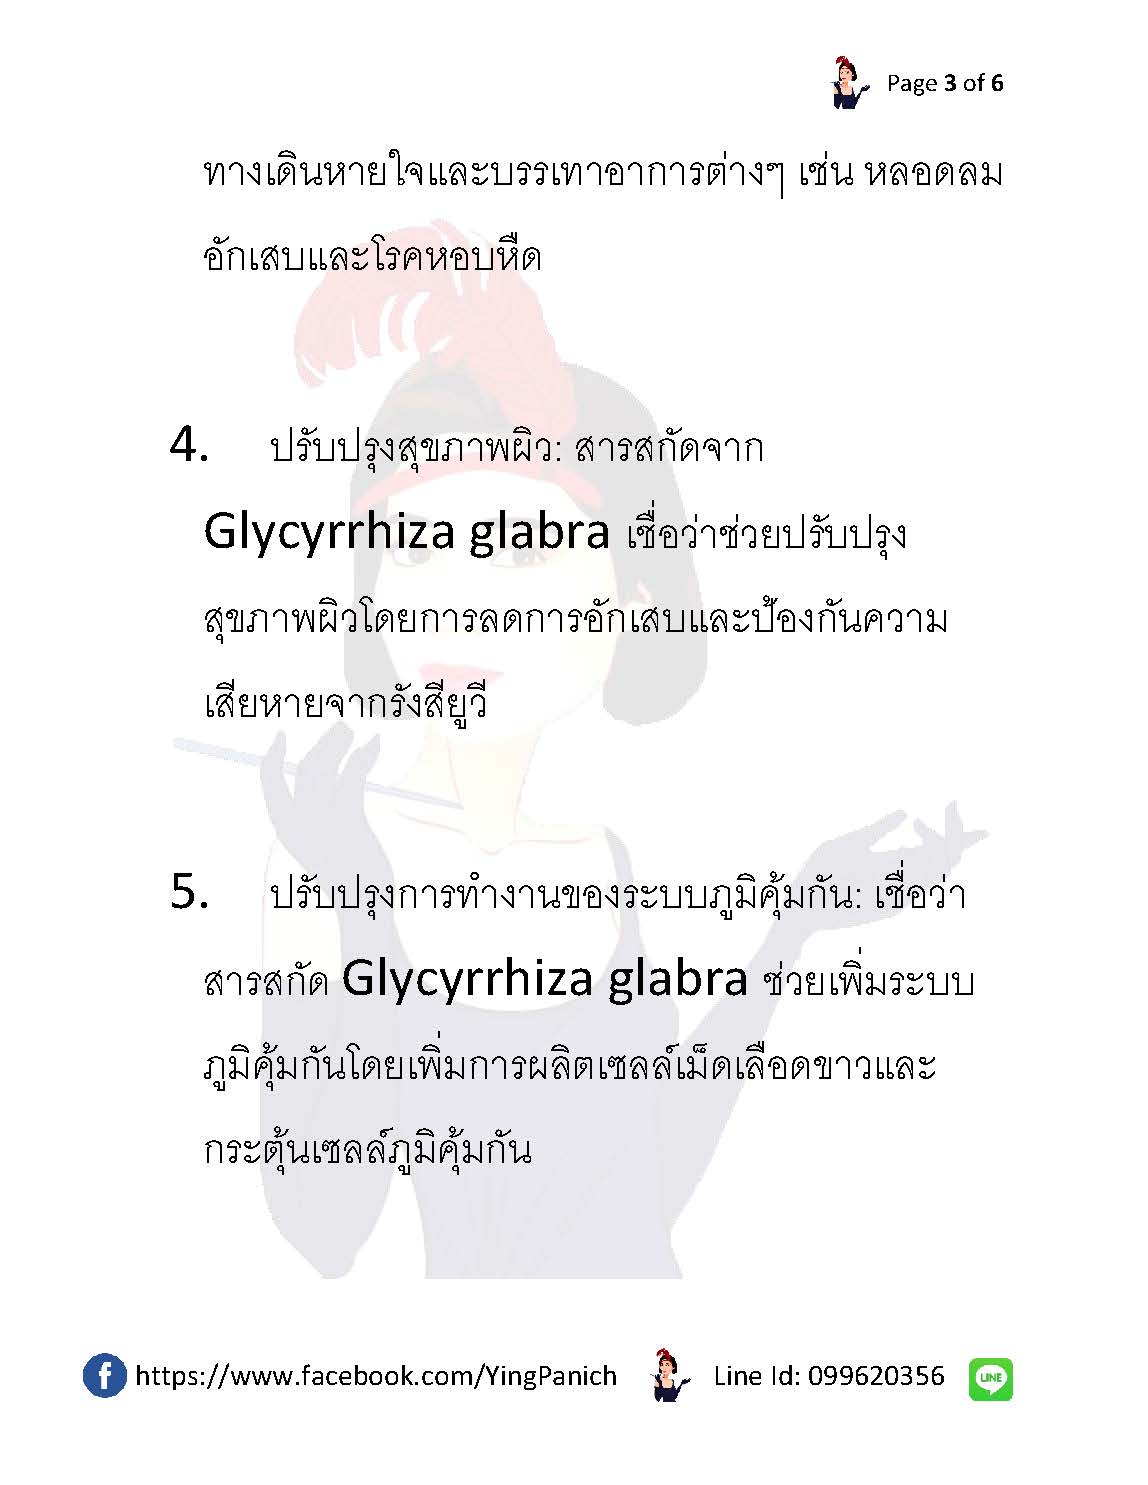 Page 3 of 6
ทางเดินหายใจและบรรเทาอาการต่างๆ เช่น หลอดลม
อักเสบและโรคหอบหืด
4. ปรับปรุงสุขภาพผิว: สารสกัดจาก
Glycyrrhiza glabra เชื่อว่าช่วยปรับปรุง
สุขภาพผิวโดยการลดการอักเสบและป้องกันความ
เสียหายจากรังสียูวี
5. ปรับปรุงการทำงานของระบบภูมิคุ้มกัน: เชื่อว่า
สารสกัด Glycyrrhiza glabra ช่วยเพิ่มระบบ
ภูมิคุ้มกันโดยเพิ่มการผลิตเซลล์เม็ดเลือดขาวและ
กระตุ้นเซลล์ภูมิคุ้มกัน
f https://www.facebook.com/YingPanich Line Id: 099620356 LINE